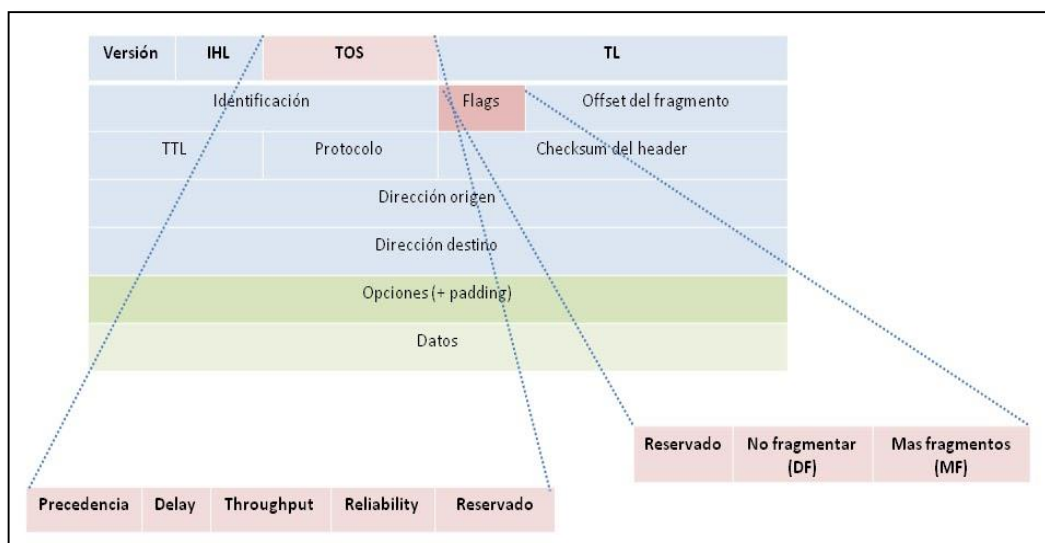 Versión IHL TOS TL
Identificación Flags Offset del fragmento
TTL Protocolo Checksum del header
Dirección origen
Dirección destino
Opciones (+ padding)
Datos
Reservado No fragmentar (DF) Mas fragmentos (MF)
Precedencia Delay Throughput Reliability Reservado